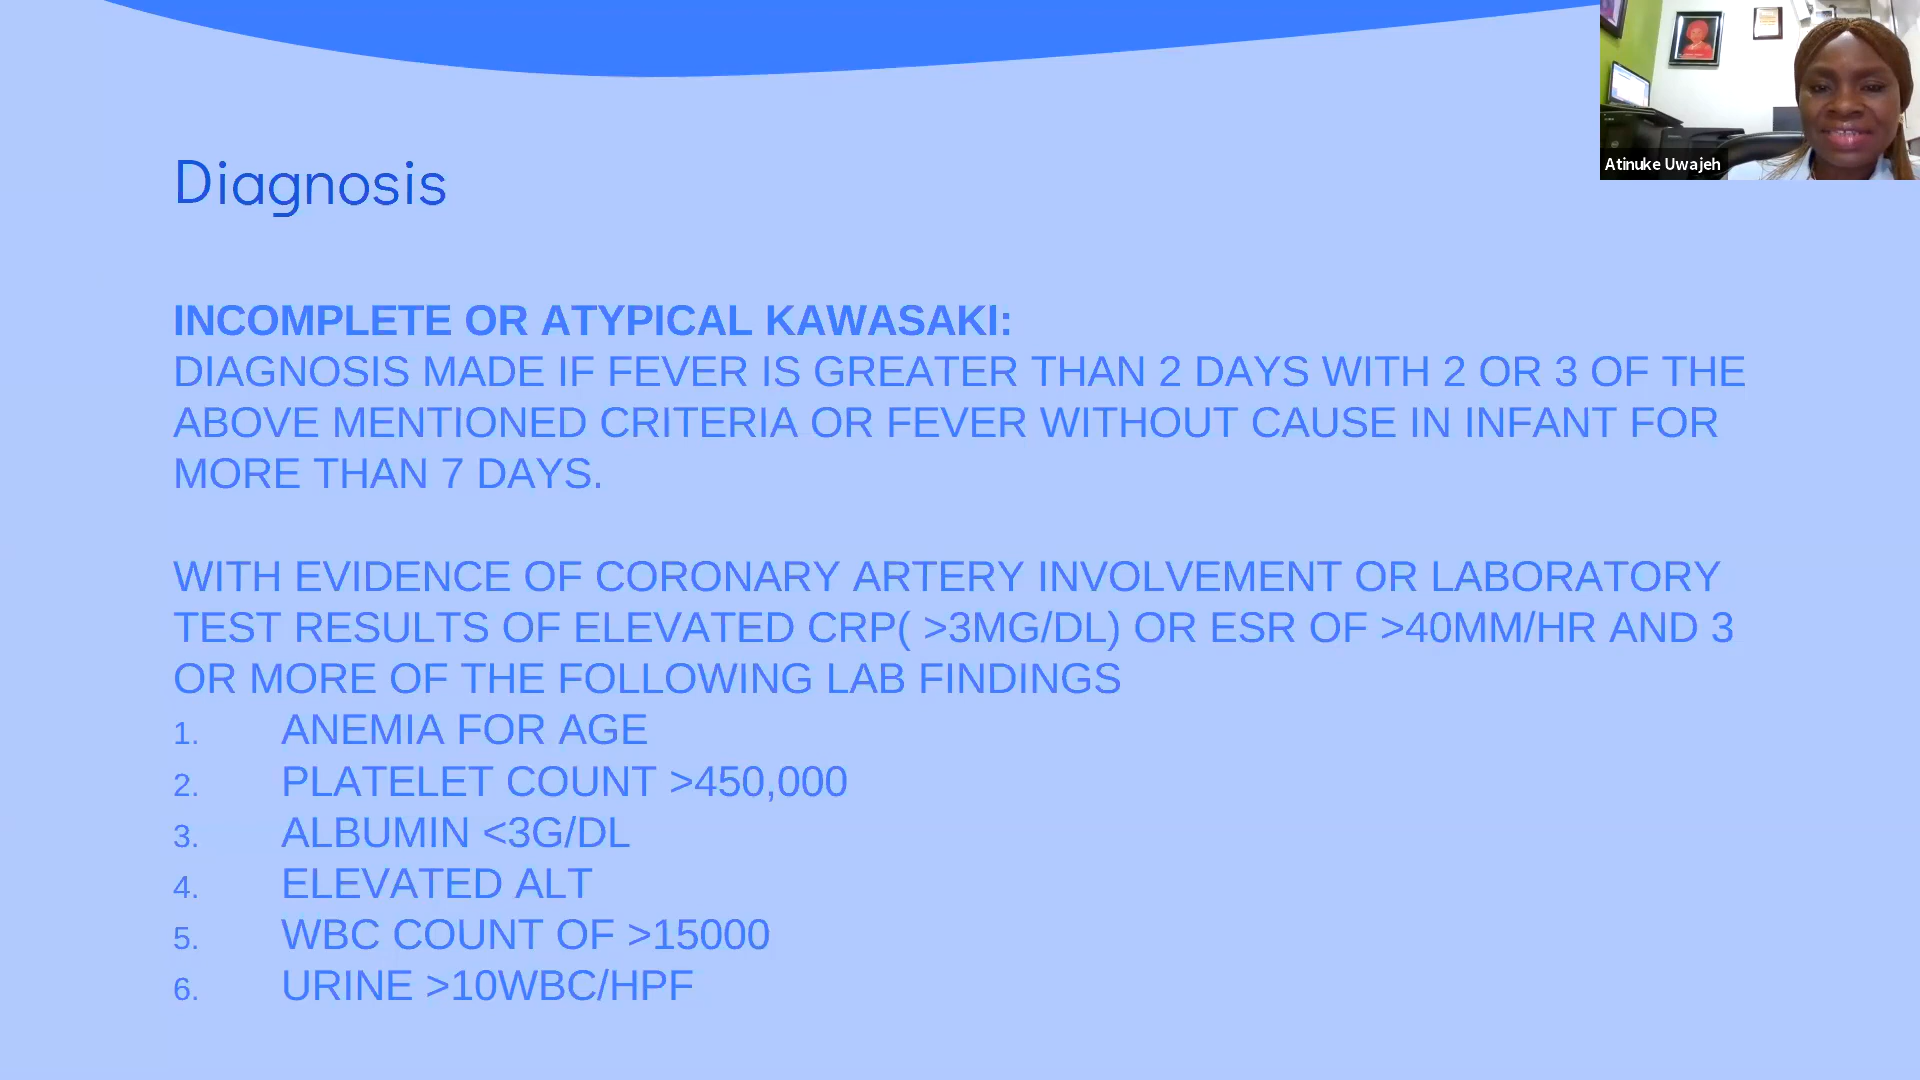 Atinuke Uwajeh
Diagnosis
INCOMPLETE OR ATYPICAL KAWASAKI:
DIAGNOSIS MADE IF FEVER IS GREATER THAN 2 DAYS WITH 2 OR 3 OF THE
ABOVE MENTIONED CRITERIA OR FEVER WITHOUT CAUSE IN INFANT FOR
MORE THAN 7 DAYS.
WITH EVIDENCE OF CORONARY ARTERY INVOLVEMENT OR LABORATORY
TEST RESULTS OF ELEVATED CRP( >3MG/DL) OR ESR OF >40MM/HR AND 3
OR MORE OF THE FOLLOWING LAB FINDINGS
1. ANEMIA FOR AGE
2. PLATELET COUNT >450,000
3. ALBUMIN <3G/DL
4. ELEVATED ALT
5. WBC COUNT OF >15000
6. URINE >10WBC/HPF